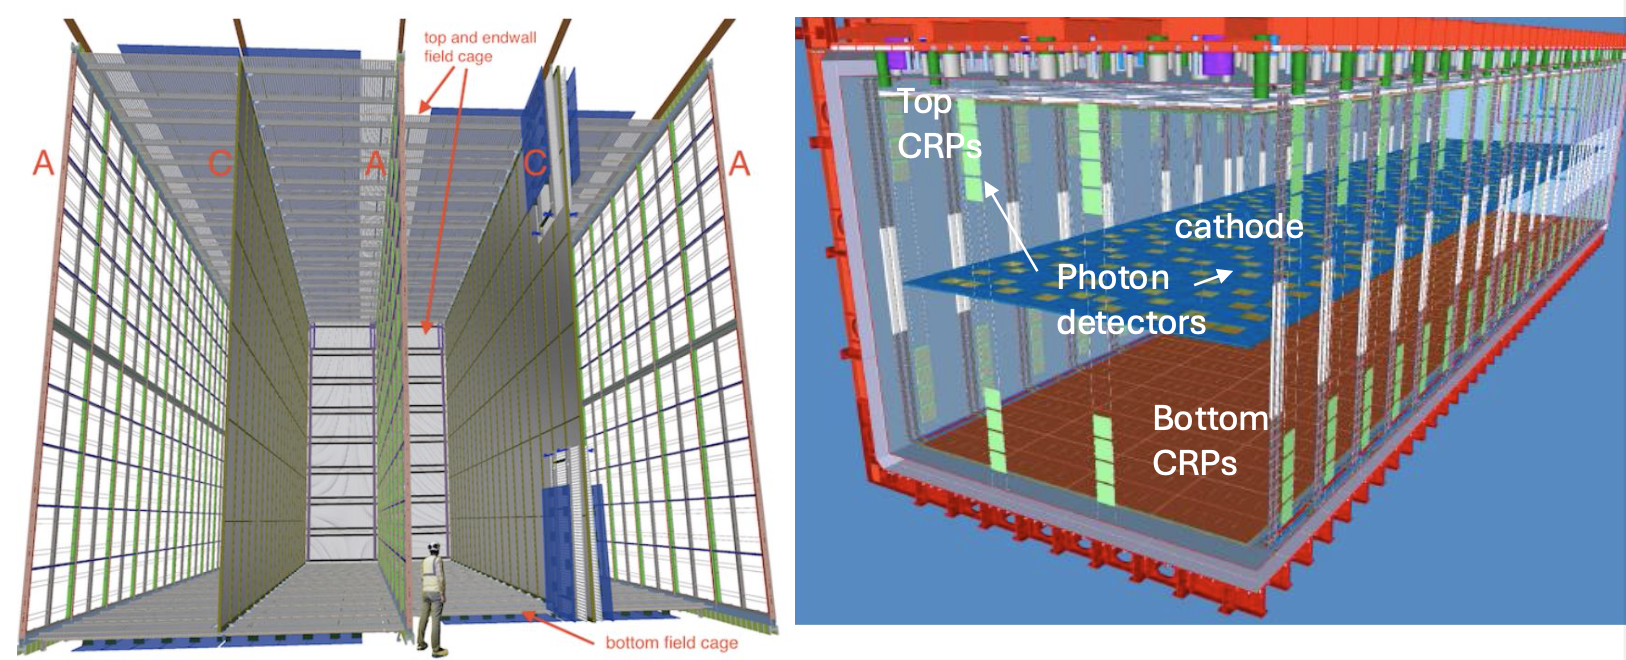 top and endwall
field cage
A
C
A
C
A
bottom field cage
Top
CRPs
cathode
Photon
detectors
Bottom
CRPs